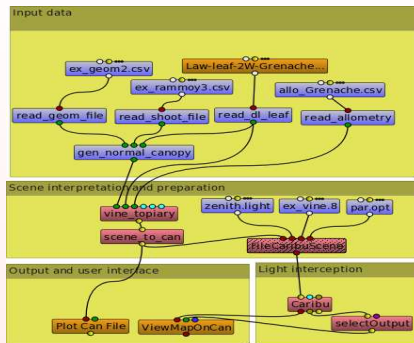 Input data
ex_geom2.csv
Law-leaf-2W-Grenache...
ex_rammoy3.csv
allo_Grenache.csv
read_geom_file
read_shoot_file
read_dl_leaf
read_allometry
gen_normal_canopy
Scene interpretation and preparation
vine_topiary
zenith.light
ex_vine.8
par.opt
scene_to_can
FileCaribuScene
Output and user interface
Light interception
Caribu
Plot Can File
ViewMapOnCan
selectOutput